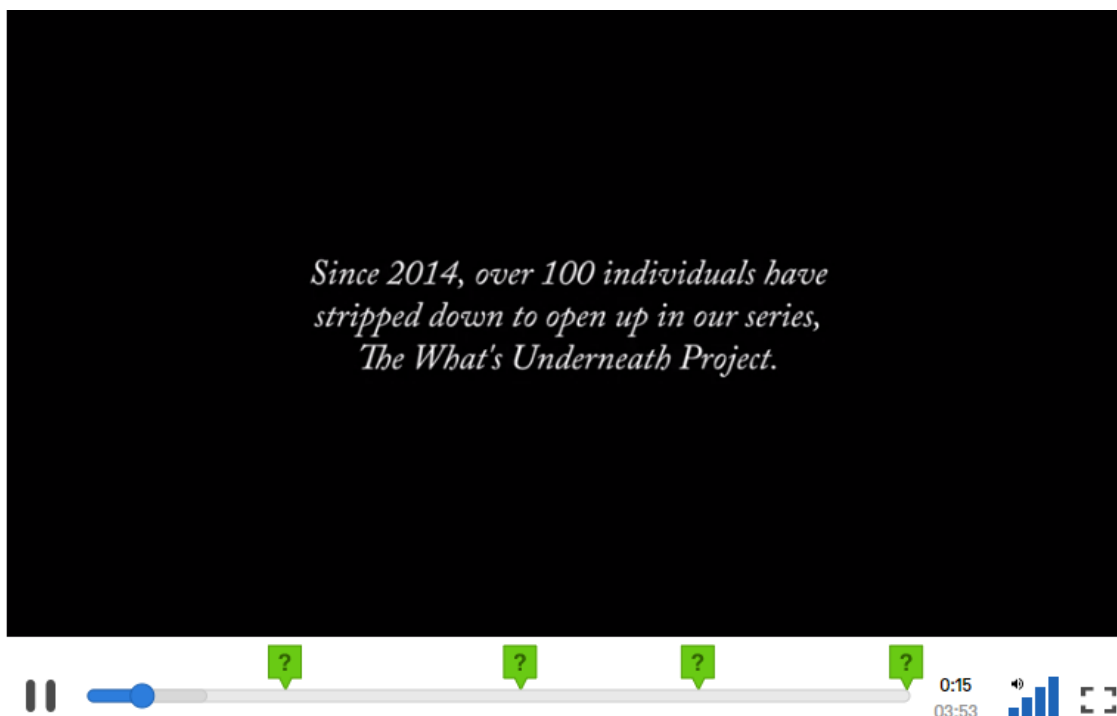 Since 2014, over 100 individuals have
stripped down to open up in our series,
The What's Underneath Project.
? ? ? ?
0:15
03:53